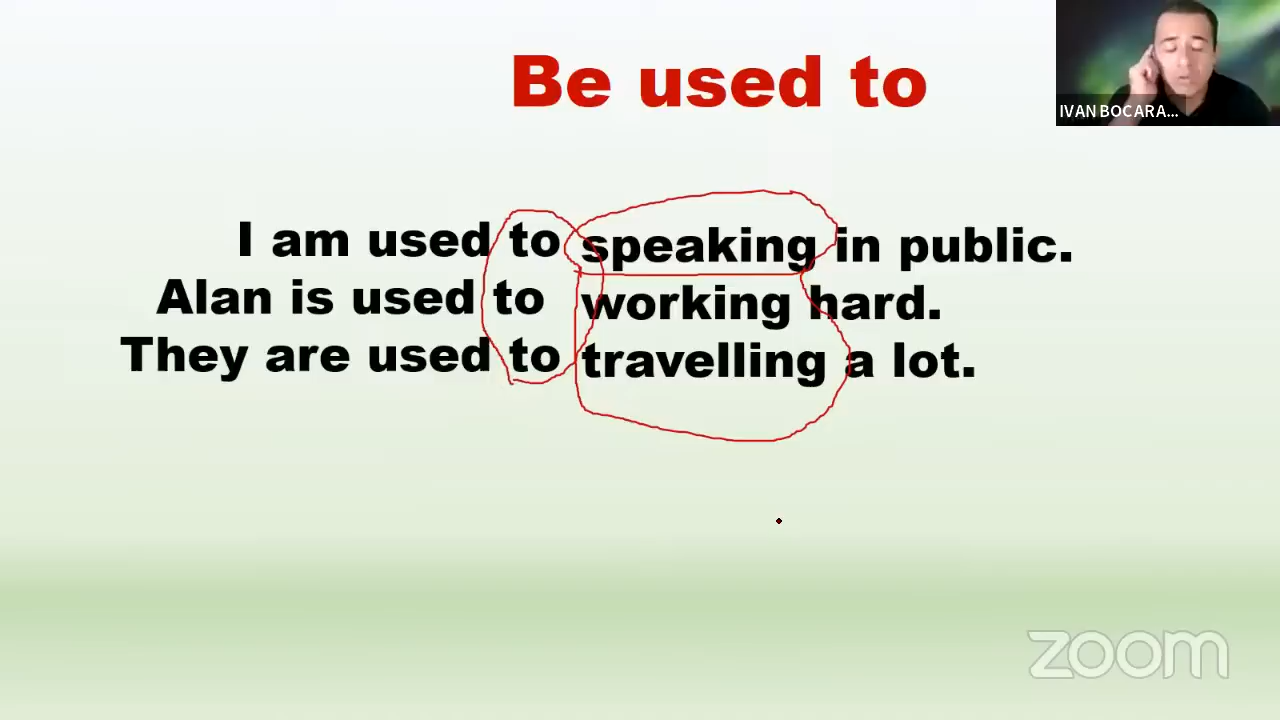 Be used to
IVAN BOCARA...
I am used to speaking in public.
Alan is used to working hard.
They are used to travelling a lot.
zoom